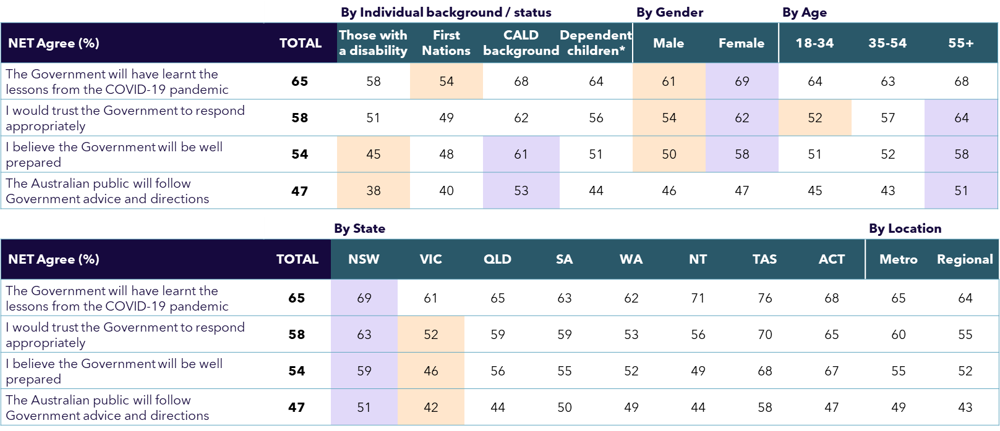 By Individual background / status By Gender By Age
NET Agree (%) TOTAL Those with a disability First Nations CALD background Dependent children* Male Female 18-34 35-54 55+
The Government will have learnt the
lessons from the COVID-19 pandemic 65 58 54 68 64 61 69 64 63 68
I would trust the Government to respond
appropriately 58 51 49 62 56 54 62 52 57 64
I believe the Government will be well
prepared 54 45 48 61 51 50 58 51 52 58
The Australian public will follow
Government advice and directions 47 38 40 53 44 46 47 45 43 51
By State By Location
NET Agree (%) TOTAL NSW VIC QLD SA WA NT TAS ACT Metro Regional
The Government will have learnt the
lessons from the COVID-19 pandemic 65 69 61 65 63 62 71 76 68 65 64
I would trust the Government to respond
appropriately 58 63 52 59 59 53 56 70 65 60 55
I believe the Government will be well
prepared 54 59 46 56 55 52 49 68 67 55 52
The Australian public will follow
Government advice and directions 47 51 42 44 50 49 44 58 47 49 43